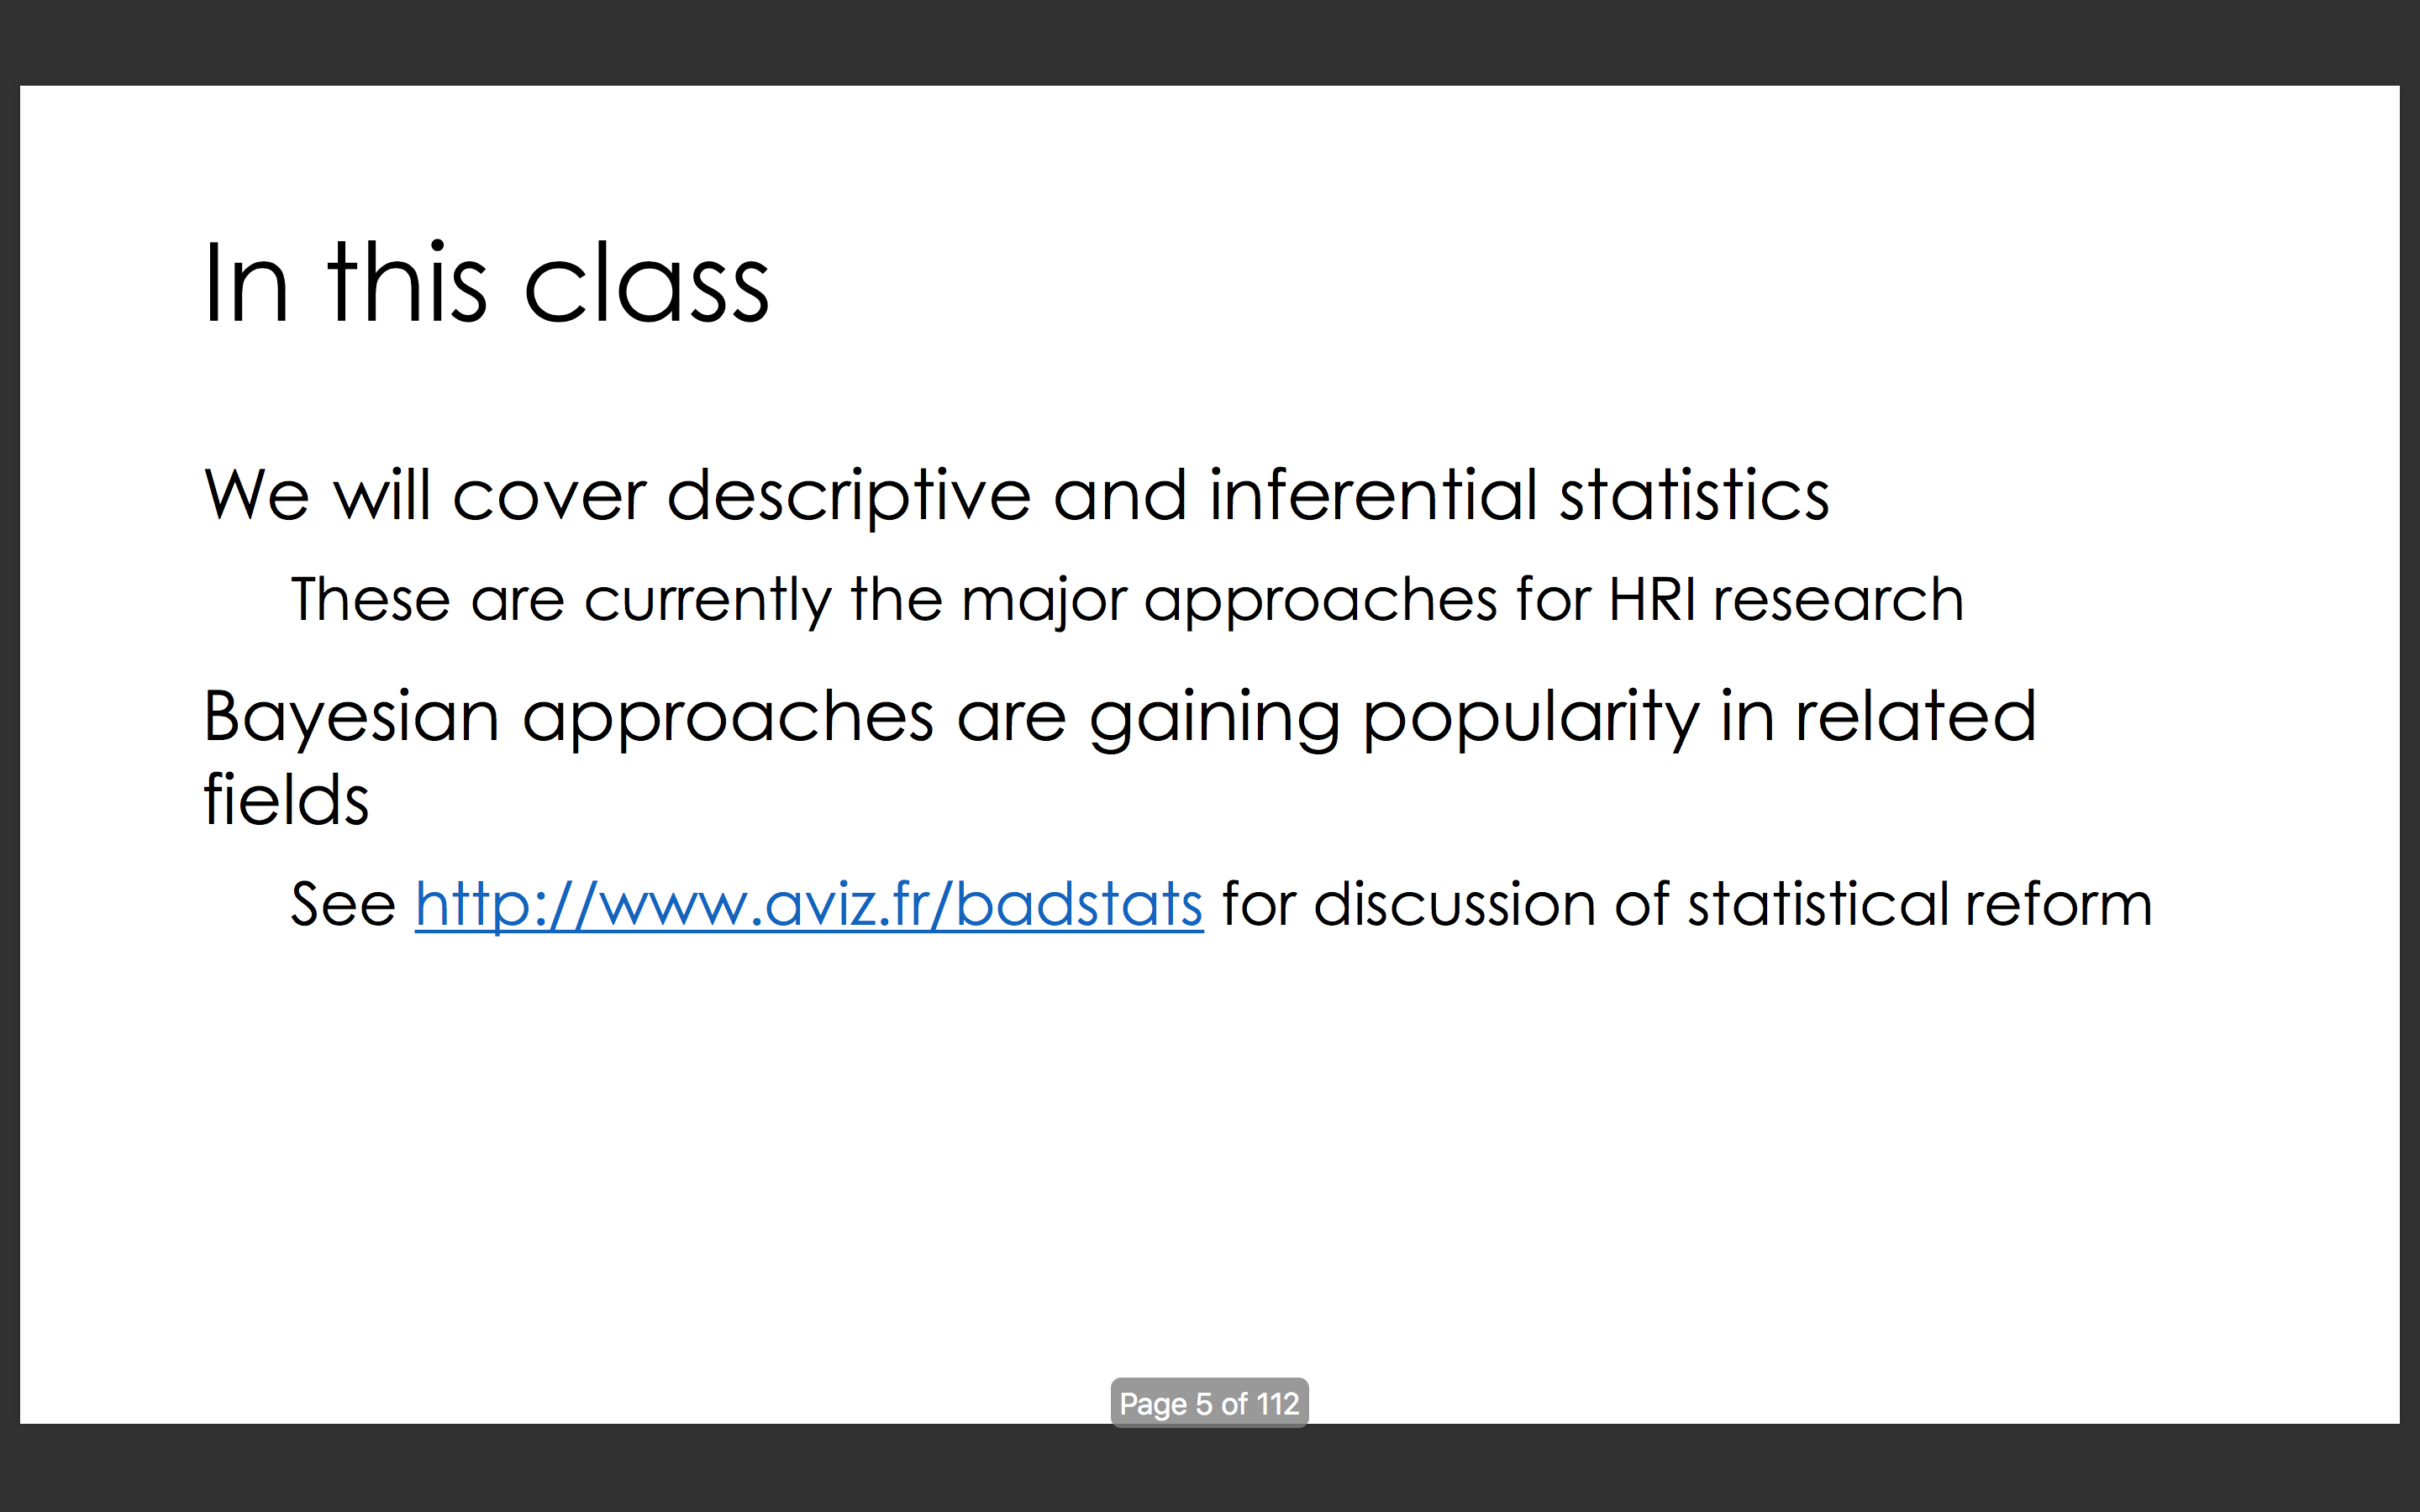 In this class
We will cover descriptive and inferential statistics
These are currently the major approaches for HRI research
Bayesian approaches are gaining popularity in related
fields
See http://www.aviz.fr/badstats for discussion of statistical reform
Page 5 of 112